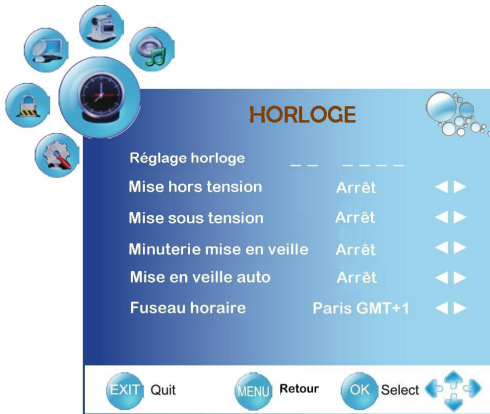 HORLOGE
Réglage horloge _ _ _ _ _ _
Mise hors tension Arrêt
Mise sous tension Arrêt
Minuterie mise en veille Arrêt
Mise en veille auto Arrêt
Fuseau horaire Paris GMT+1
EXIT Quit MENU Retour OK Select